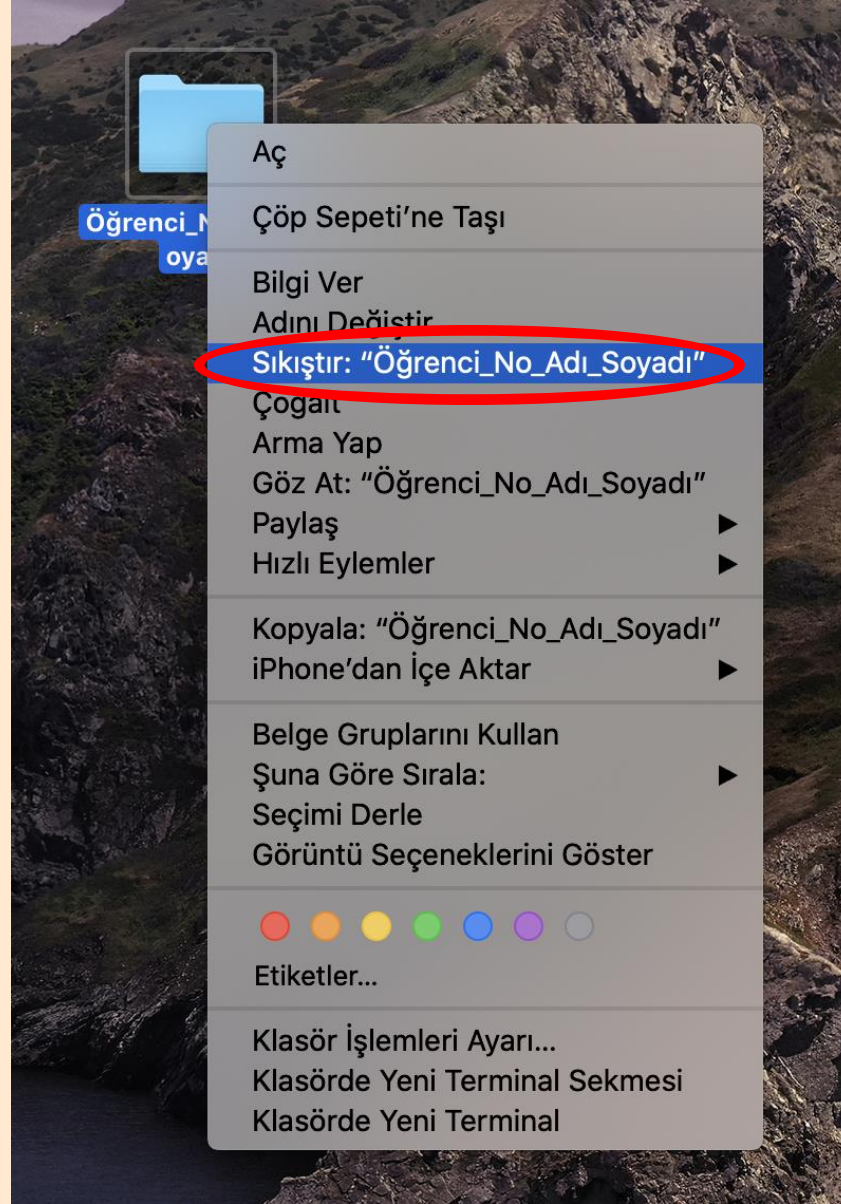 Aç
Öğrenci_N
oya
Çöp Sepeti’ne Taşı
Bilgi Ver
Adını Değiştir
Sıkıştır: “Öğrenci_No_Adı_Soyadı”
Çoğalt
Arma Yap
Göz At: “Öğrenci_No_Adı_Soyadı”
Paylaş
Hızlı Eylemler
Kopyala: “Öğrenci_No_Adı_Soyadı”
iPhone’dan İçe Aktar
Belge Gruplarını Kullan
Şuna Göre Sırala:
Seçimi Derle
Görüntü Seçeneklerini Göster
Etiketler...
Klasör İşlemleri Ayarı...
Klasörde Yeni Terminal Sekmesi
Klasörde Yeni Terminal